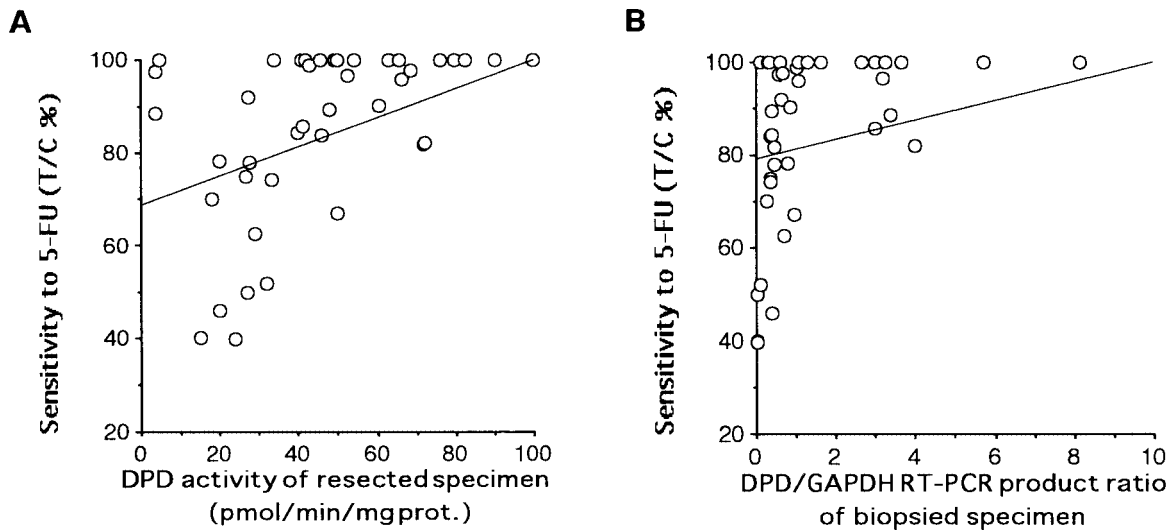 A
Sensitivity to 5-FU (T/C %)
100
80
60
40
20
0 20 40 60 80 100
DPD activity of resected specimen
(pmol/min/mgprot.)
B
Sensitivity to 5-FU (T/C %)
100
80
60
40
20
0 2 4 6 8 10
DPD/GAPDH RT-PCR product ratio
of biopsied specimen